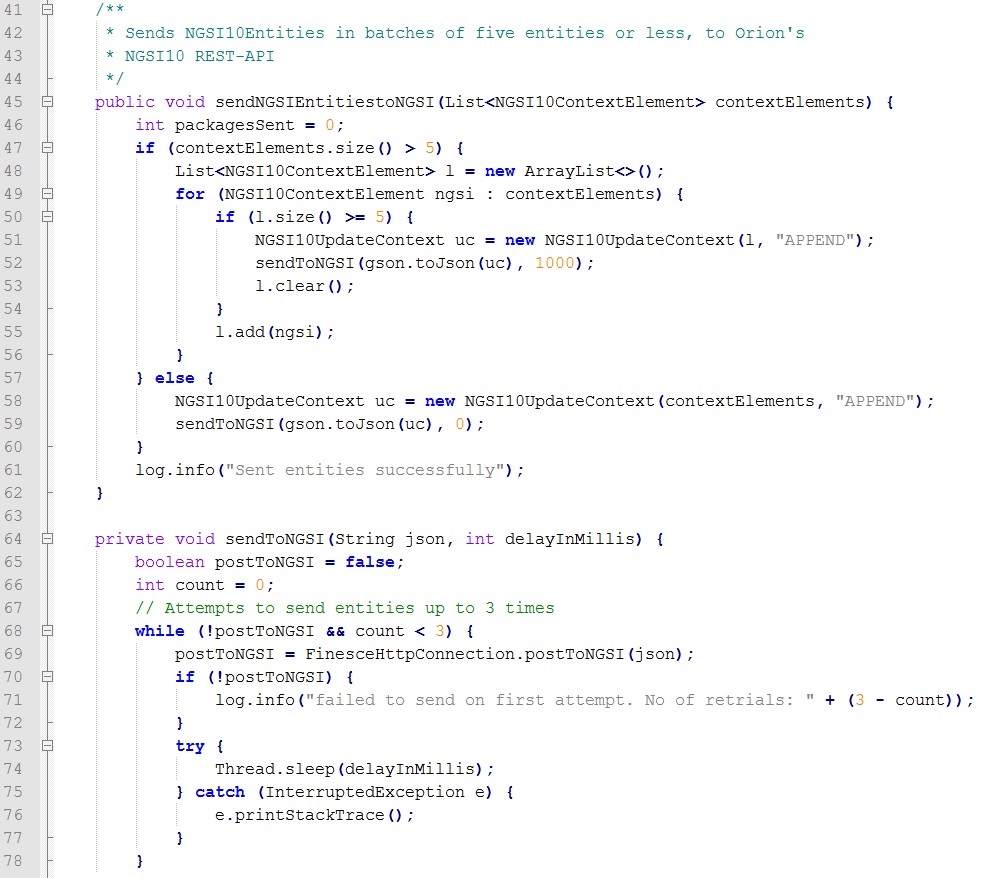 41 /**
42 * Sends NGSI10Entities in batches of five entities or less, to Orion's
43 * NGSI10 REST-API
44 */
45 public void sendNGSIEntitiestoNGSI(List<NGSI10ContextElement> contextElements) {
46 int packagesSent = 0;
47 if (contextElements.size() > 5) {
48 List<NGSI10ContextElement> l = new ArrayList<>();
49 for (NGSI10ContextElement ngsi : contextElements) {
50 if (l.size() >= 5) {
51 NGSI10UpdateContext uc = new NGSI10UpdateContext(l, "APPEND");
52 sendToNGSI(gson.toJson(uc), 1000);
53 l.clear();
54 }
55 l.add(ngsi);
56 }
57 } else {
58 NGSI10UpdateContext uc = new NGSI10UpdateContext(contextElements, "APPEND");
59 sendToNGSI(gson.toJson(uc), 0);
60 }
61 log.info("Sent entities successfully");
62 }
63
64 private void sendToNGSI(String json, int delayInMillis) {
65 boolean postToNGSI = false;
66 int count = 0;
67 // Attempts to send entities up to 3 times
68 while (!postToNGSI && count < 3) {
69 postToNGSI = FinesceHttpConnection.postToNGSI(json);
70 if (!postToNGSI) {
71 log.info("failed to send on first attempt. No of retrials: " + (3 - count));
72 }
73 try {
74 Thread.sleep(delayInMillis);
75 } catch (InterruptedException e) {
76 e.printStackTrace();
77 }
78 }